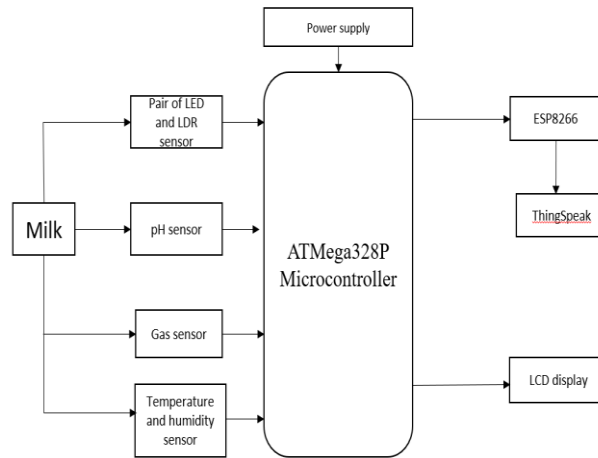 Power supply
Pair of LED
and LDR
sensor
ESP8266
Milk
pH sensor
ThingSpeak
ATMega328P
Microcontroller
Gas sensor
LCD display
Temperature
and humidity
sensor